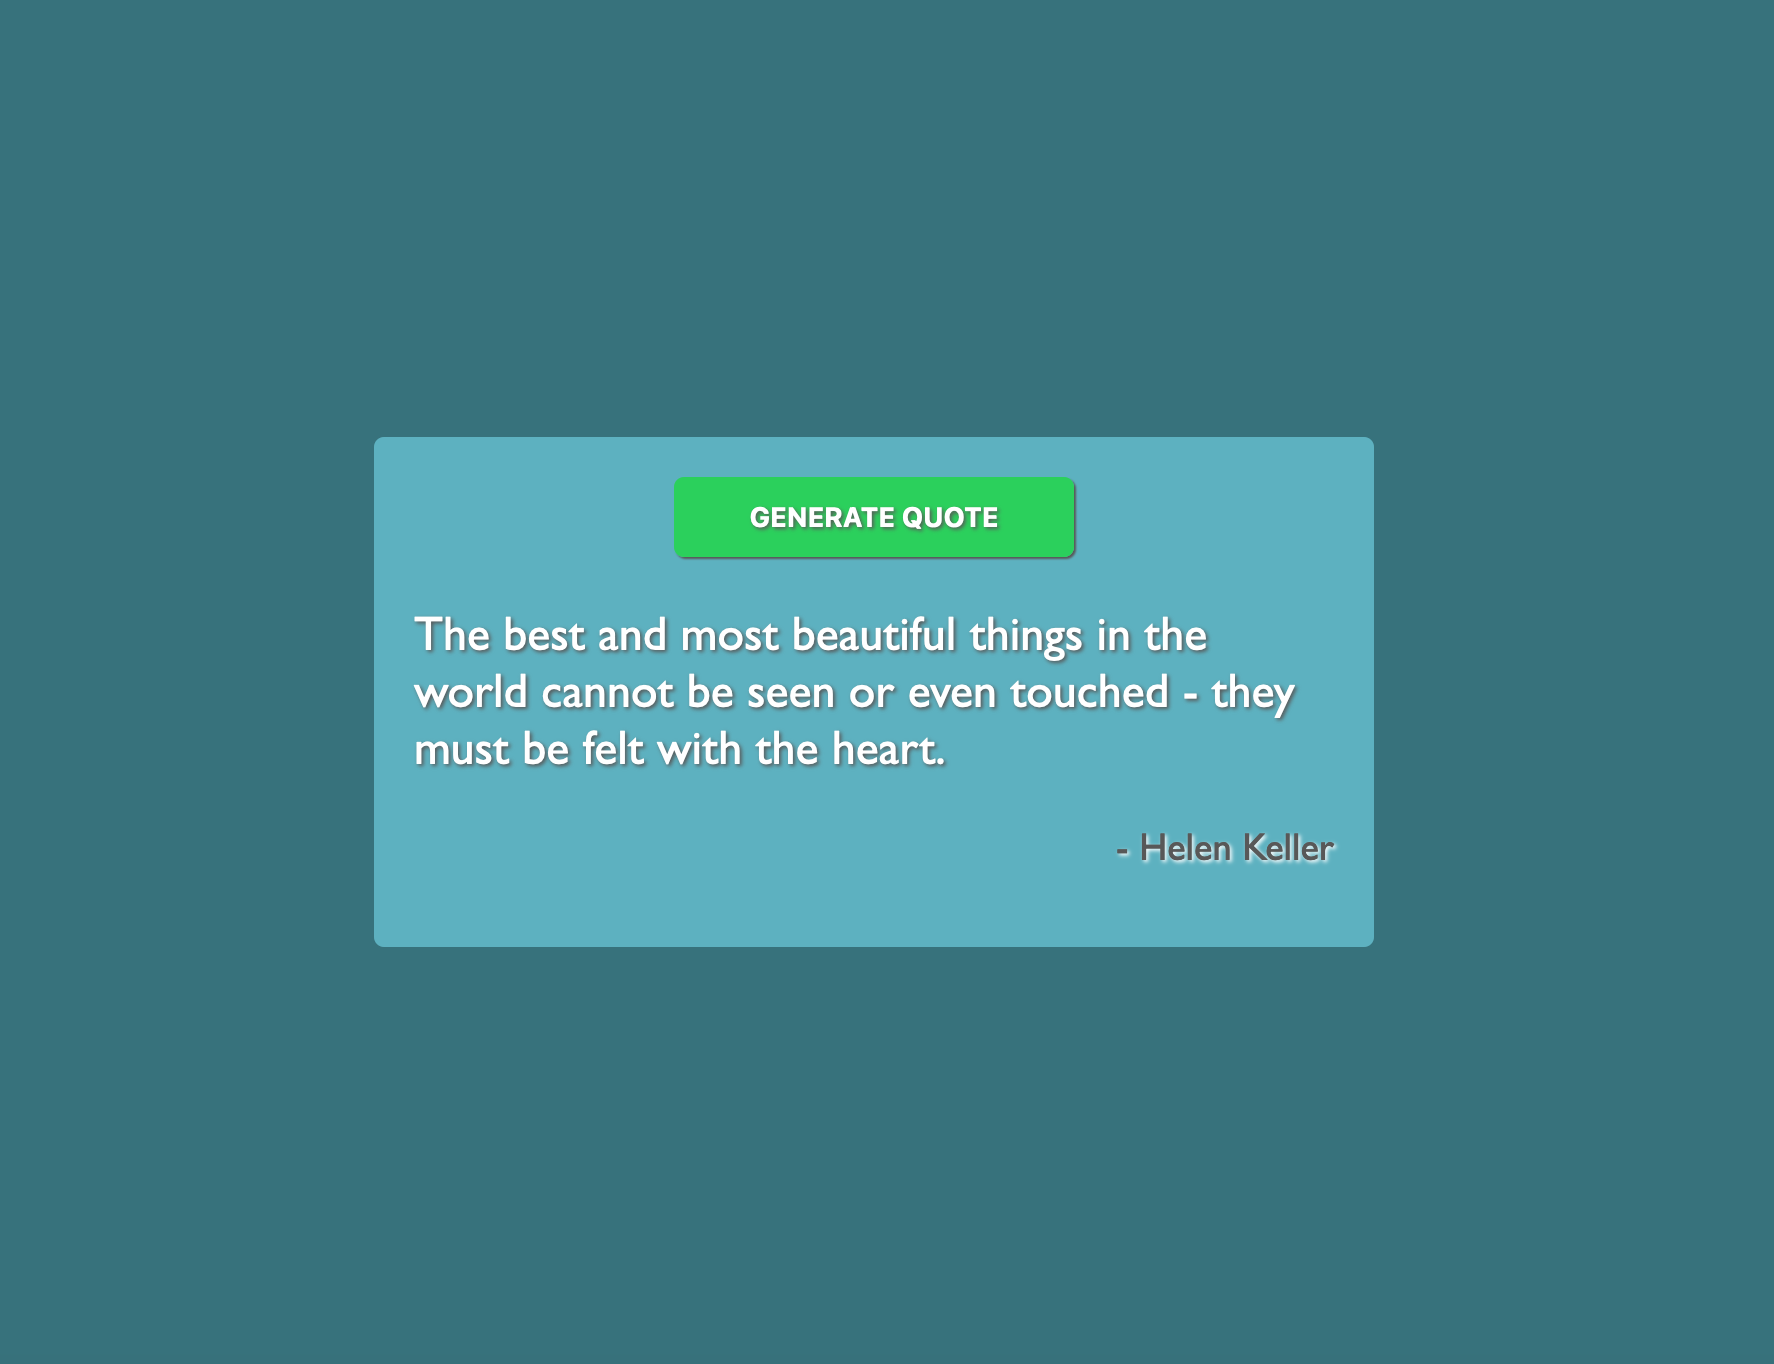 GENERATE QUOTE
The best and most beautiful things in the
world cannot be seen or even touched - they
must be felt with the heart.
- Helen Keller